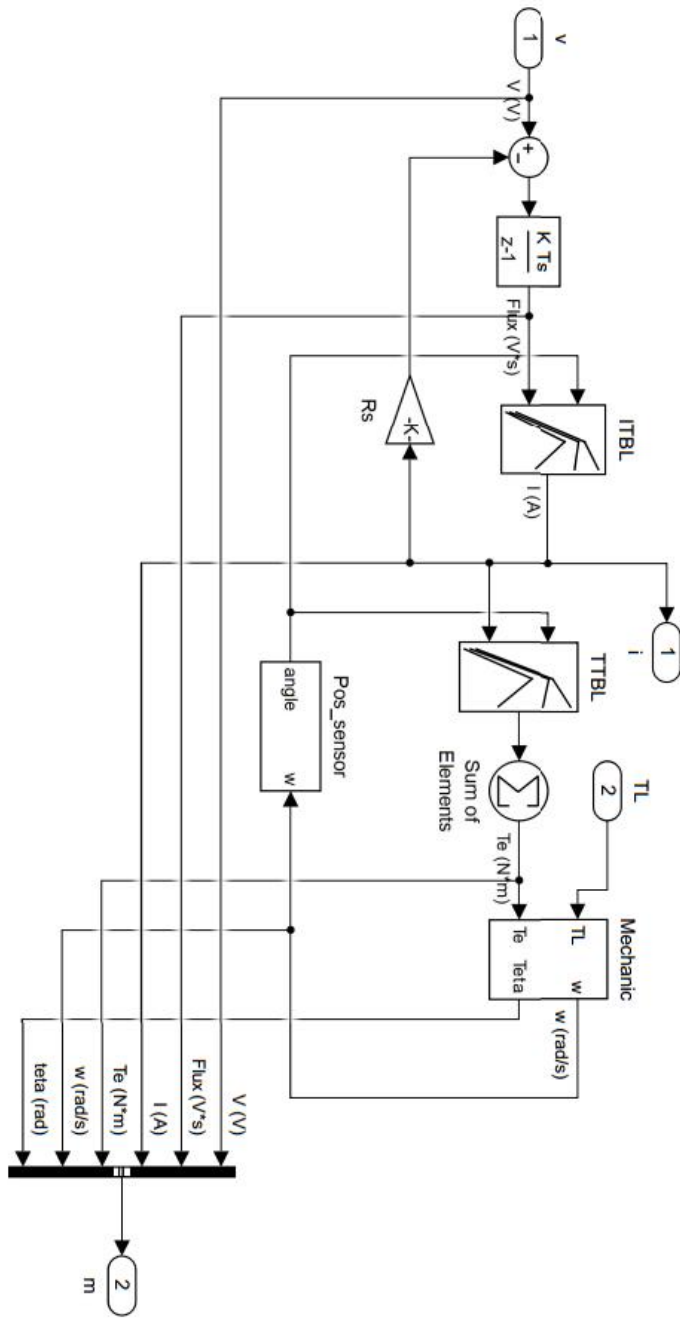 1
i
TL
2
ITBL
Mechanic
TTBL
TL w
w (rad/s)
v
1
V (V)
+
−
K Ts
z-1
Flux (V*s)
I (A)
Te Teta
Te (N*m)
Sum of
Elements
-K-
Rs
Pos_sensor
angle w
V (V)
Flux (V*s)
I (A)
Te (N*m)
w (rad/s)
teta (rad)
2
m